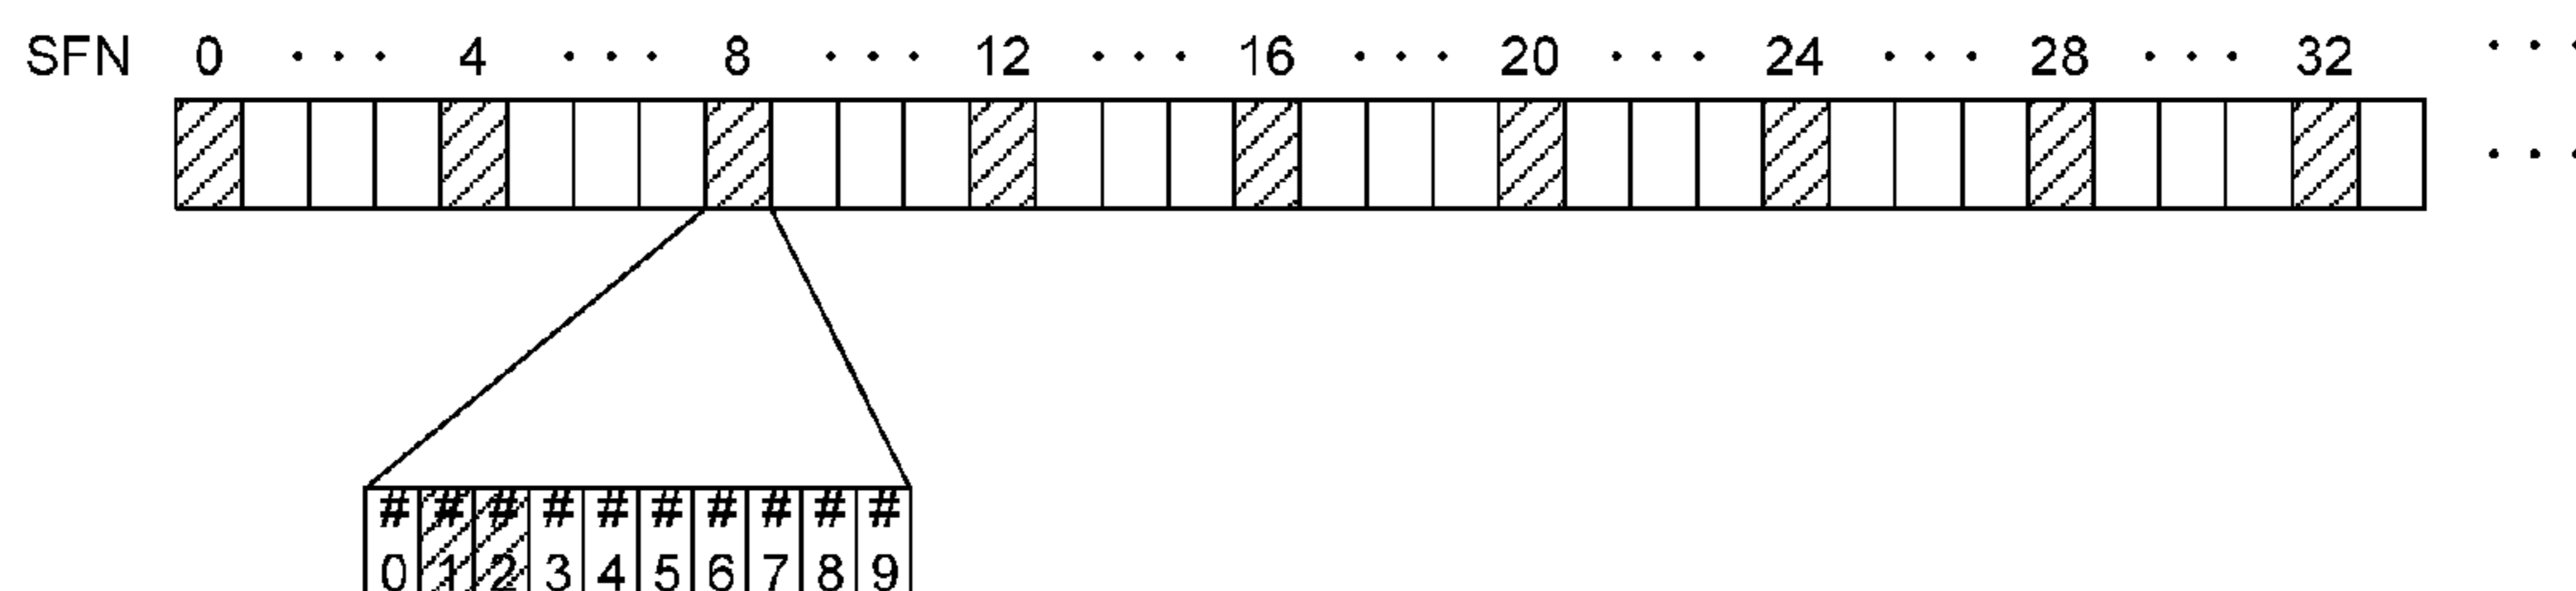 SFN 0 · · · 4 · · · 8 · · · 12 · · · 16 · · · 20 · · · 24 · · · 28 · · · 32 · · ·
· · ·
# # # # # # # # # #
0 1 2 3 4 5 6 7 8 9